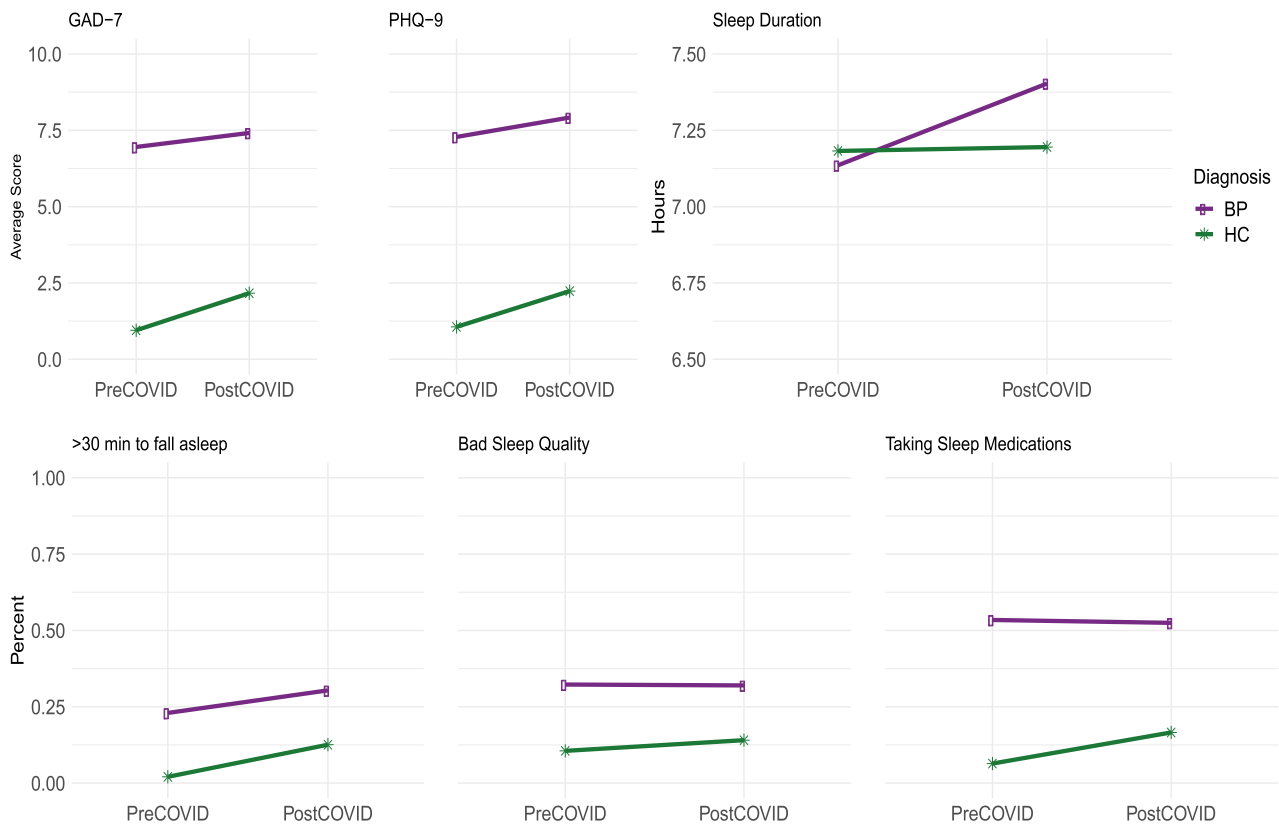 GAD−7
PHQ−9
Sleep Duration
10.0
7.5
5.0
2.5
0.0
Average Score
PreCOVID
PostCOVID
PreCOVID
PostCOVID
7.50
7.25
7.00
6.75
6.50
Hours
PreCOVID
PostCOVID
Diagnosis
BP
HC
>30 min to fall asleep
Bad Sleep Quality
Taking Sleep Medications
1.00
0.75
0.50
0.25
0.00
Percent
PreCOVID
PostCOVID
PreCOVID
PostCOVID
PreCOVID
PostCOVID